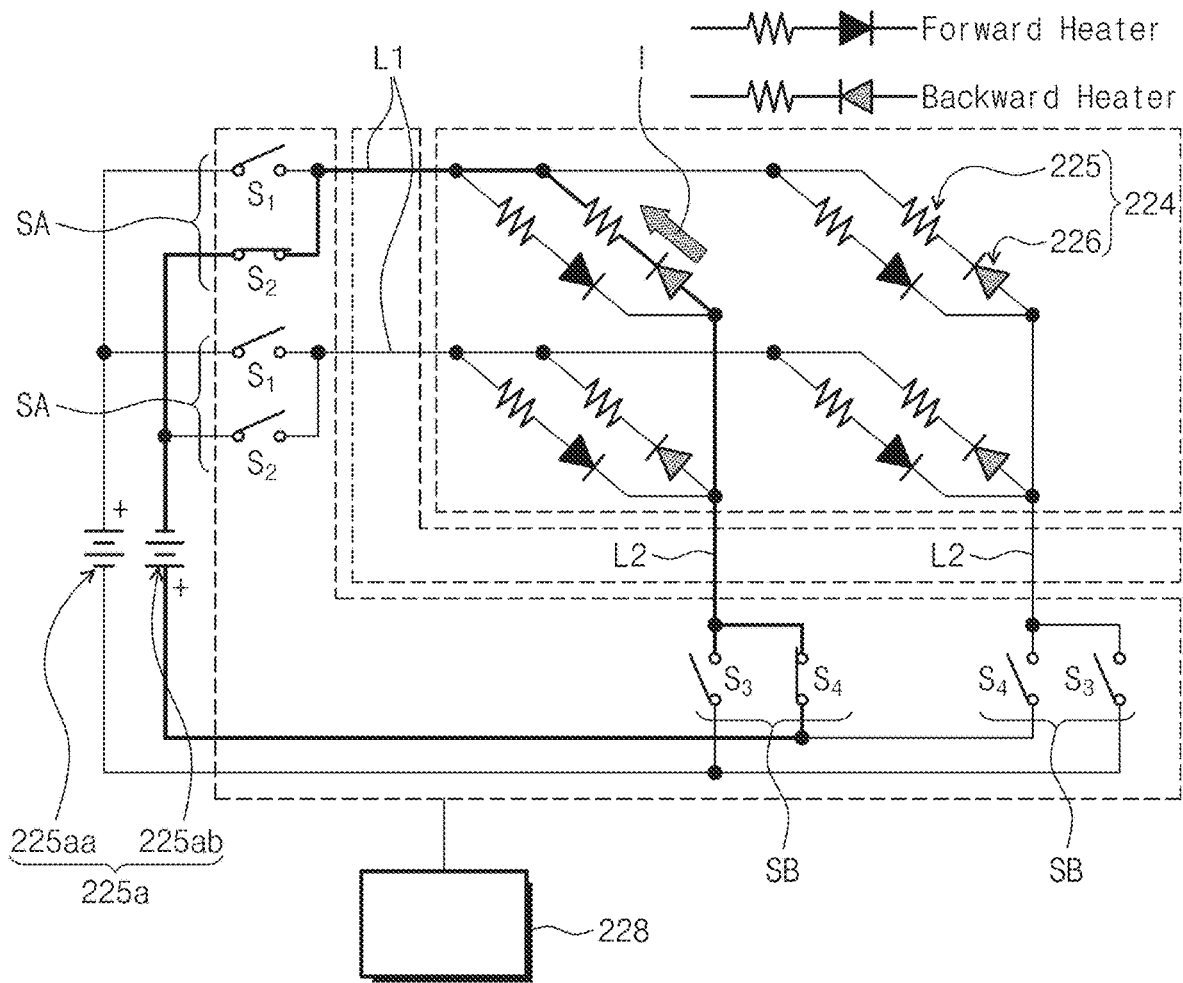 Forward Heater
Backward Heater
L1
I
SA
S1
S2
225
224
226
SA
S1
S2
+
+
L2
L2
S3
S4
S4
S3
225aa
225ab
225a
SB
SB
228